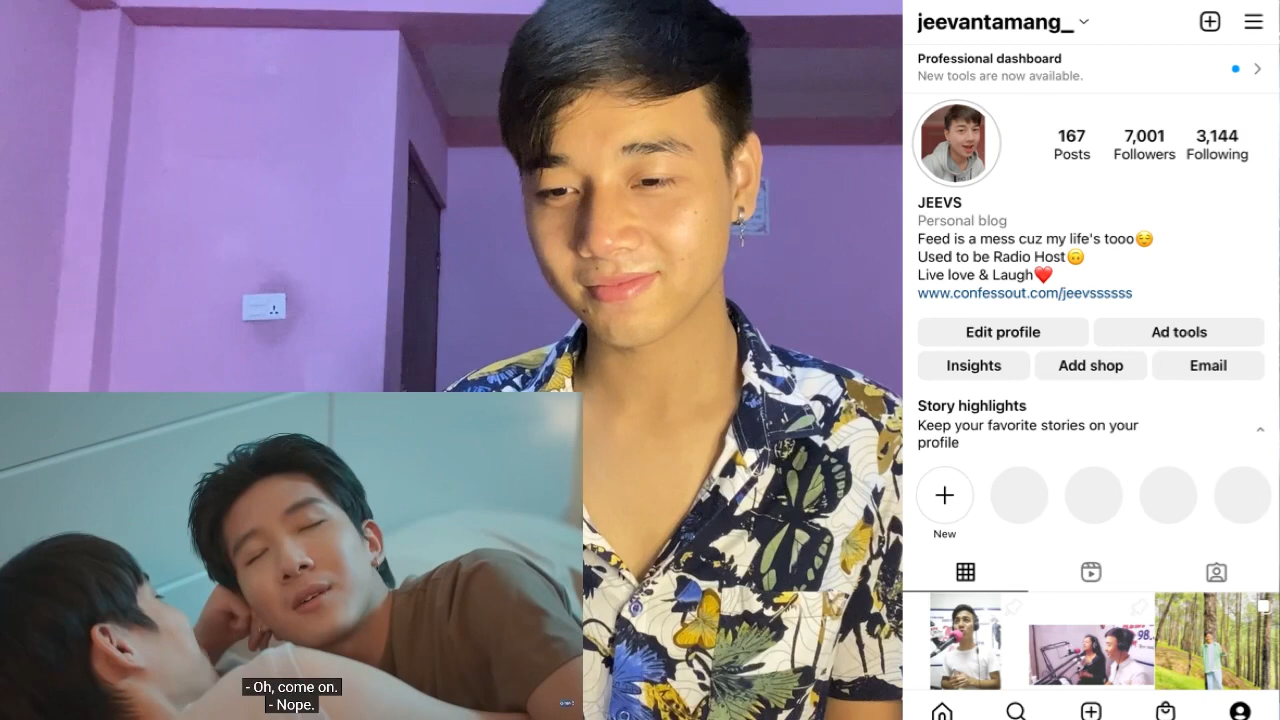 jeevantamang_
Professional dashboard
New tools are now available.
167 7,001 3,144
Posts Followers Following
JEEVS
Personal blog
Feed is a mess cuz my life's tooo😌
Used to be Radio Host🙃
Live love & Laugh❤️
www.confessout.com/jeevssssss
Edit profile Ad tools
Insights Add shop Email
Story highlights
Keep your favorite stories on your
profile
New
98.
- Oh, come on.
- Nope.